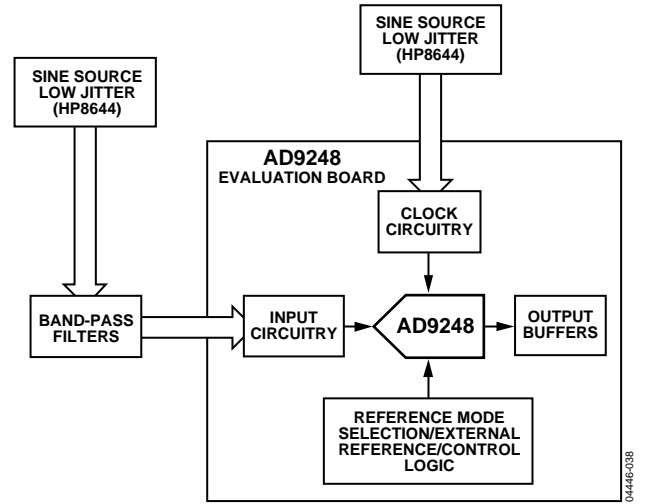 SINE SOURCE
LOW JITTER
(HP8644)
SINE SOURCE
LOW JITTER
(HP8644)
AD9248
EVALUATION BOARD
CLOCK
CIRCUITRY
BAND-PASS
FILTERS
INPUT
CIRCUITRY
AD9248
OUTPUT
BUFFERS
REFERENCE MODE
SELECTION/EXTERNAL
REFERENCE/CONTROL
LOGIC
04446-038